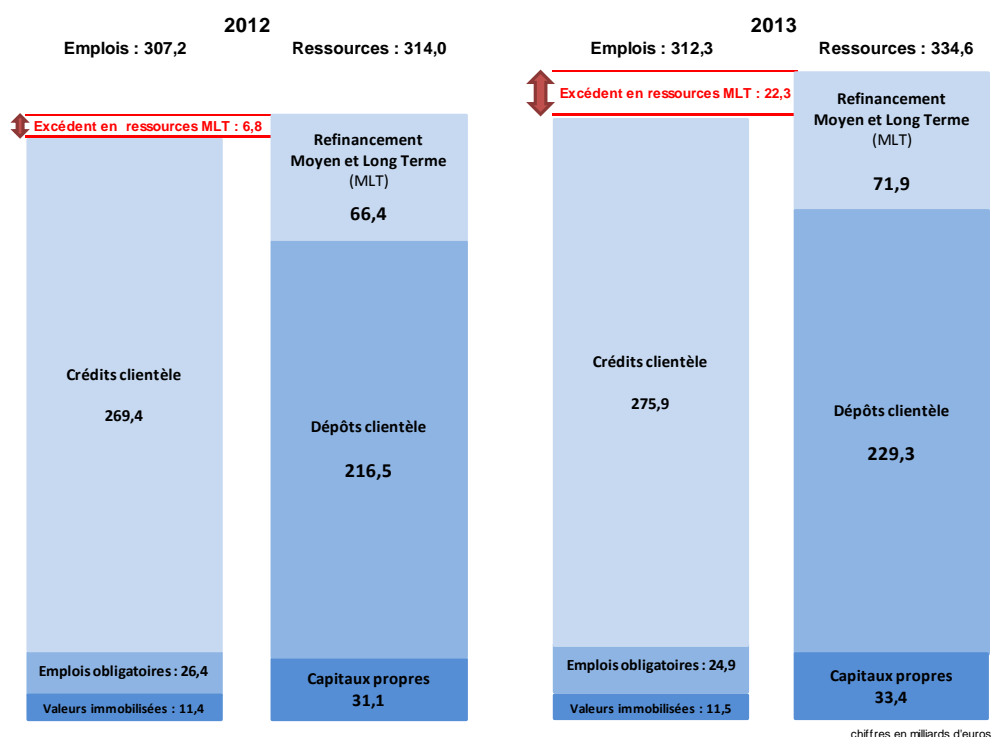 2012
Emplois : 307,2
Ressources : 314,0
Excédent en ressources MLT : 6,8
Refinancement
Moyen et Long Terme
(MLT)
66,4
Crédits clientèle
269,4
Dépôts clientèle
216,5
Emplois obligatoires : 26,4
Capitaux propres
31,1
Valeurs immobilisées : 11,4
2013
Emplois : 312,3
Ressources : 334,6
Excédent en ressources MLT : 22,3
Refinancement
Moyen et Long Terme
(MLT)
71,9
Crédits clientèle
275,9
Dépôts clientèle
229,3
Emplois obligatoires : 24,9
Capitaux propres
33,4
Valeurs immobilisées : 11,5
chiffres en milliards d'euros